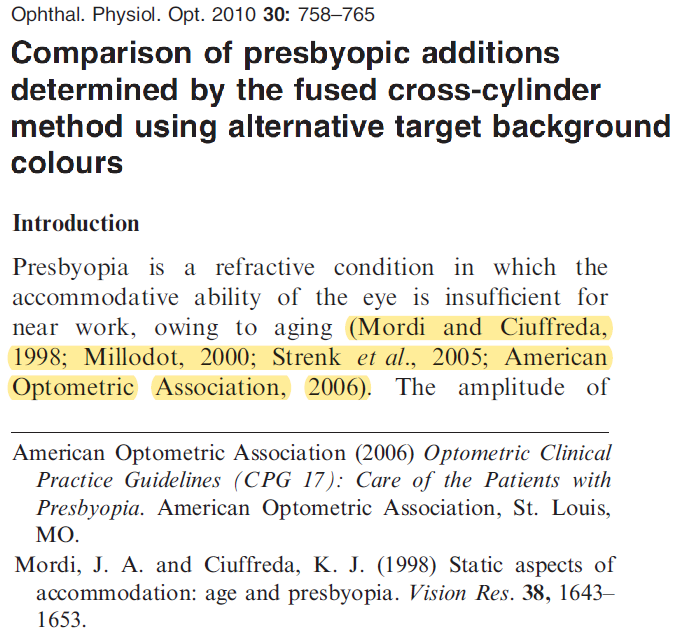 Ophthal. Physiol. Opt. 2010 30: 758–765
Comparison of presbyopic additions
determined by the fused cross-cylinder
method using alternative target background
colours
Introduction
Presbyopia is a refractive condition in which the
accommodative ability of the eye is insufficient for
near work, owing to aging (Mordi and Ciuffreda,
1998; Millodot, 2000; Strenk et al., 2005; American
Optometric Association, 2006). The amplitude of
American Optometric Association (2006) Optometric Clinical
Practice Guidelines (CPG 17): Care of the Patients with
Presbyopia. American Optometric Association, St. Louis,
MO.
Mordi, J. A. and Ciuffreda, K. J. (1998) Static aspects of
accommodation: age and presbyopia. Vision Res. 38, 1643–
1653.